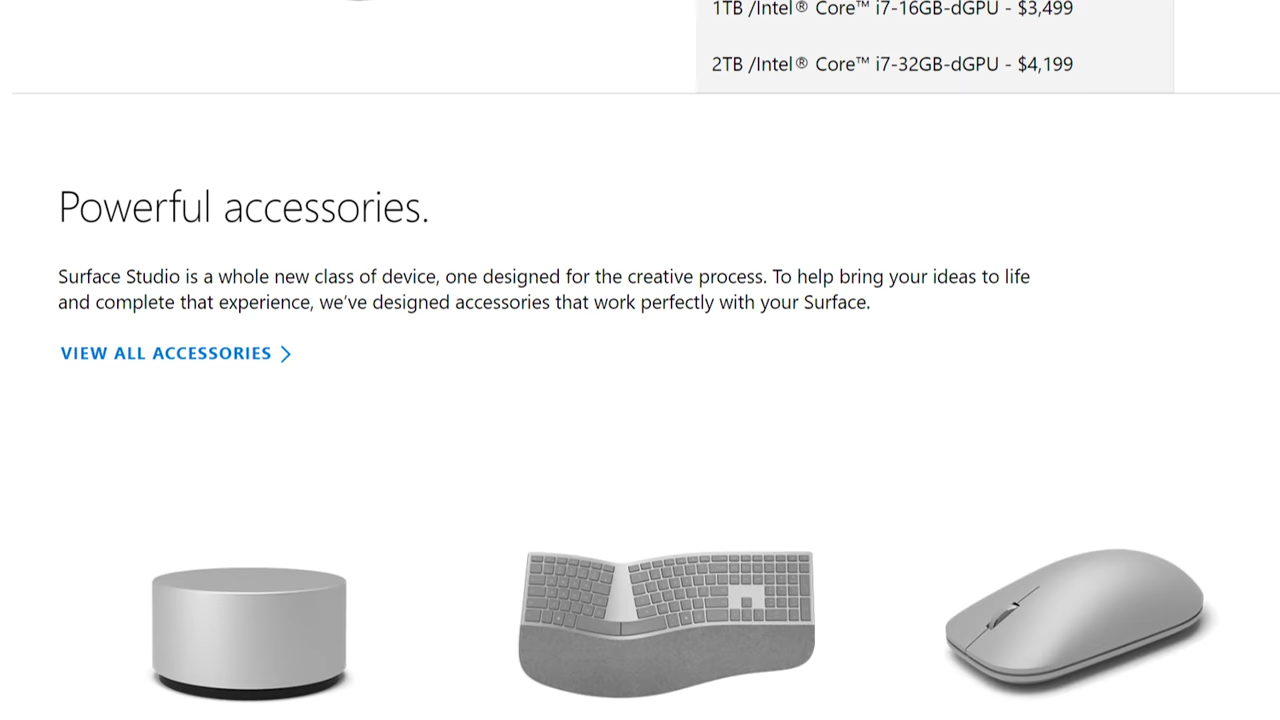 1TB /Intel® Core™ i7-16GB-dGPU - $3,499
2TB /Intel® Core™ i7-32GB-dGPU - $4,199
Powerful accessories.
Surface Studio is a whole new class of device, one designed for the creative process. To help bring your ideas to life
and complete that experience, we’ve designed accessories that work perfectly with your Surface.
VIEW ALL ACCESSORIES